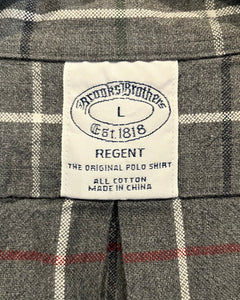 Brooks Brothers
L
Est. 1818
REGENT
THE ORIGINAL POLO SHIRT
ALL COTTON
MADE IN CHINA